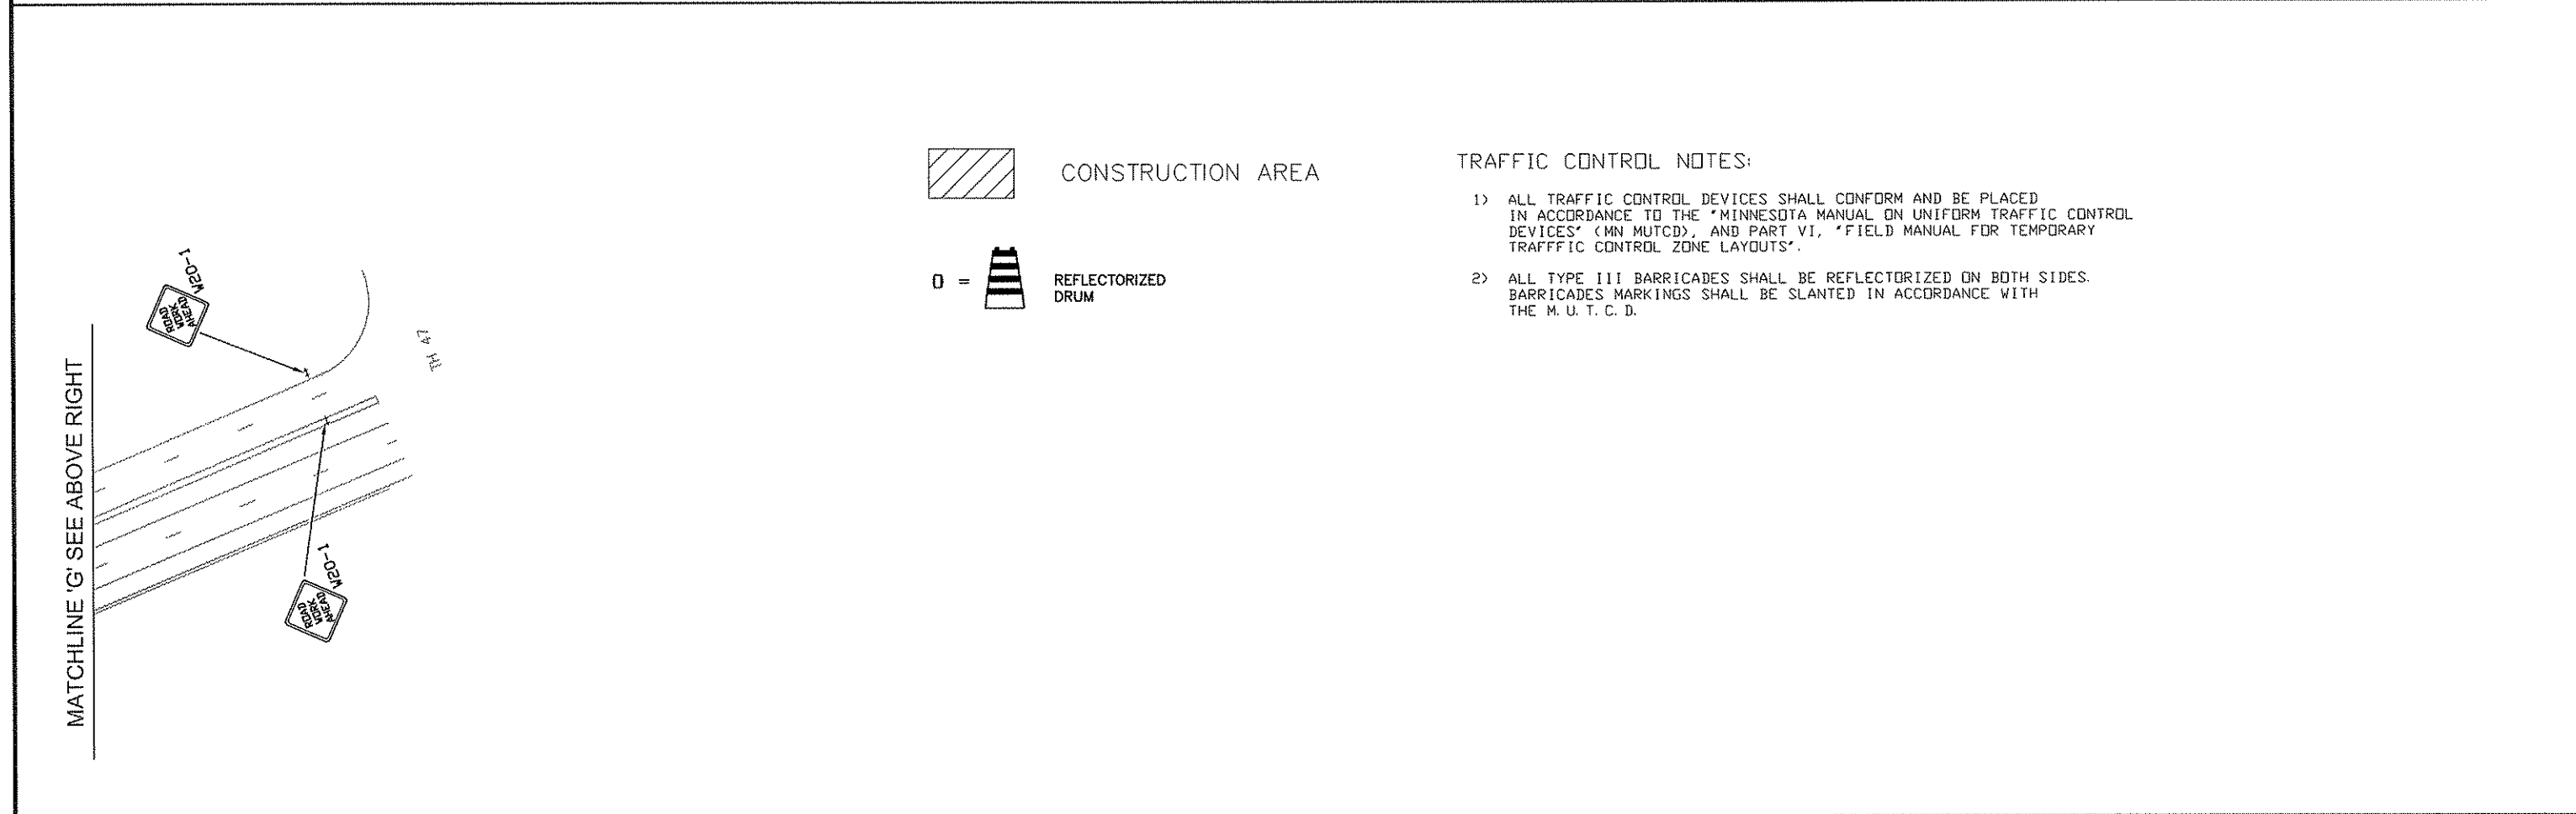 MATCHLINE 'G' SEE ABOVE RIGHT
W20-1
ROAD
WORK
AHEAD
TH 47
W20-1
ROAD
WORK
AHEAD
CONSTRUCTION AREA
0 =
REFLECTORIZED
DRUM
TRAFFIC CONTROL NOTES:
1) ALL TRAFFIC CONTROL DEVICES SHALL CONFORM AND BE PLACED
IN ACCORDANCE TO THE "MINNESOTA MANUAL ON UNIFORM TRAFFIC CONTROL
DEVICES" (MN MUTCD), AND PART VI, "FIELD MANUAL FOR TEMPORARY
TRAFFFIC CONTROL ZONE LAYOUTS".
2) ALL TYPE III BARRICADES SHALL BE REFLECTORIZED ON BOTH SIDES.
BARRICADES MARKINGS SHALL BE SLANTED IN ACCORDANCE WITH
THE M. U. T. C. D.